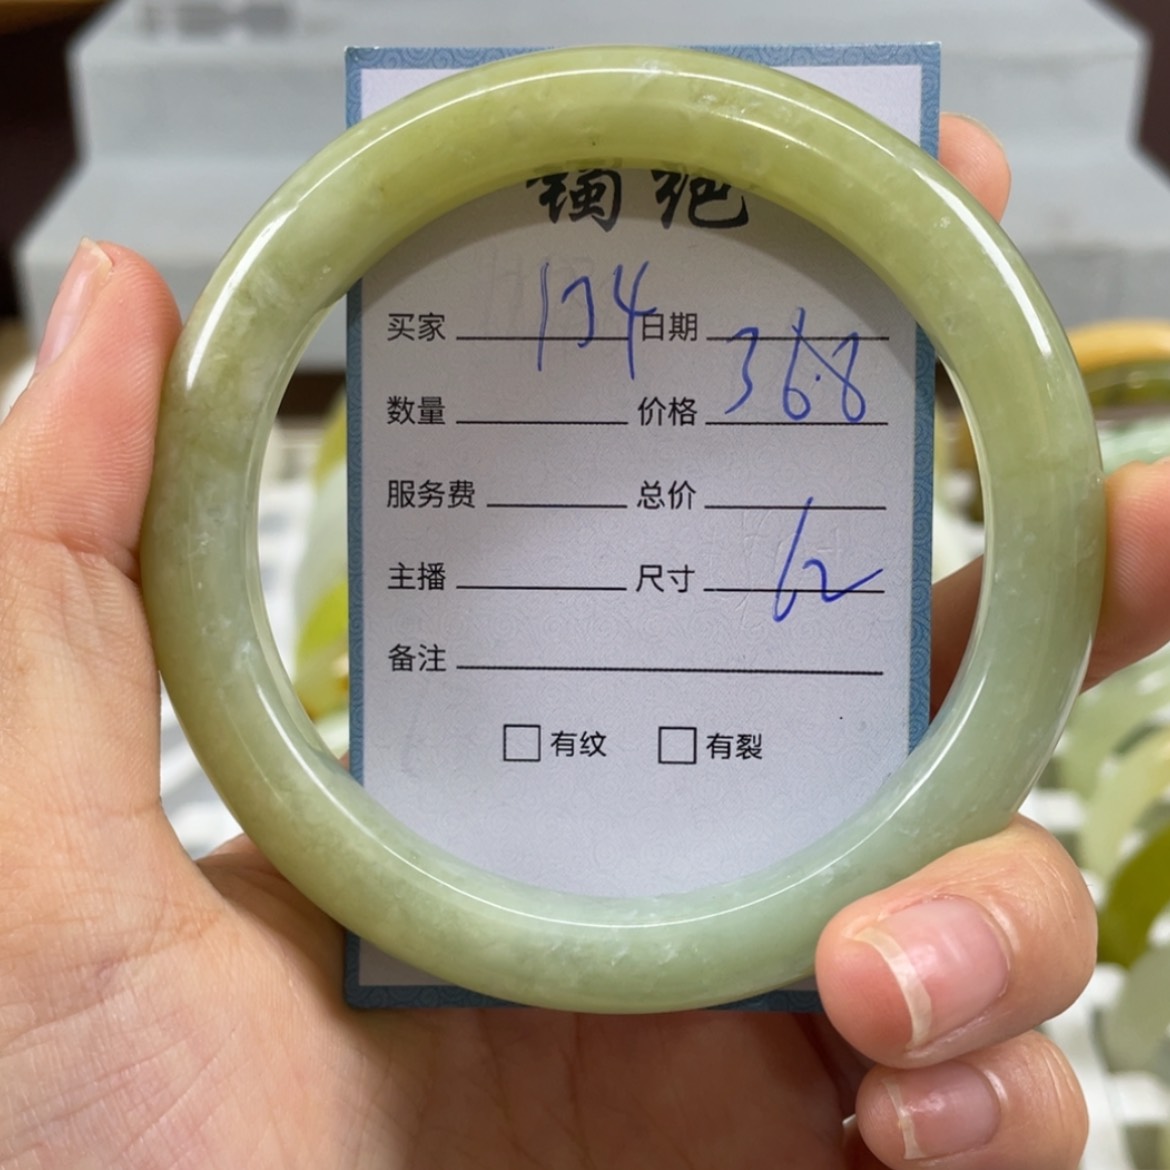 镯
买家 174 日期
数量 价格 368
服务费 总价
主播 尺寸 62
备注
□ 有纹 □ 有裂